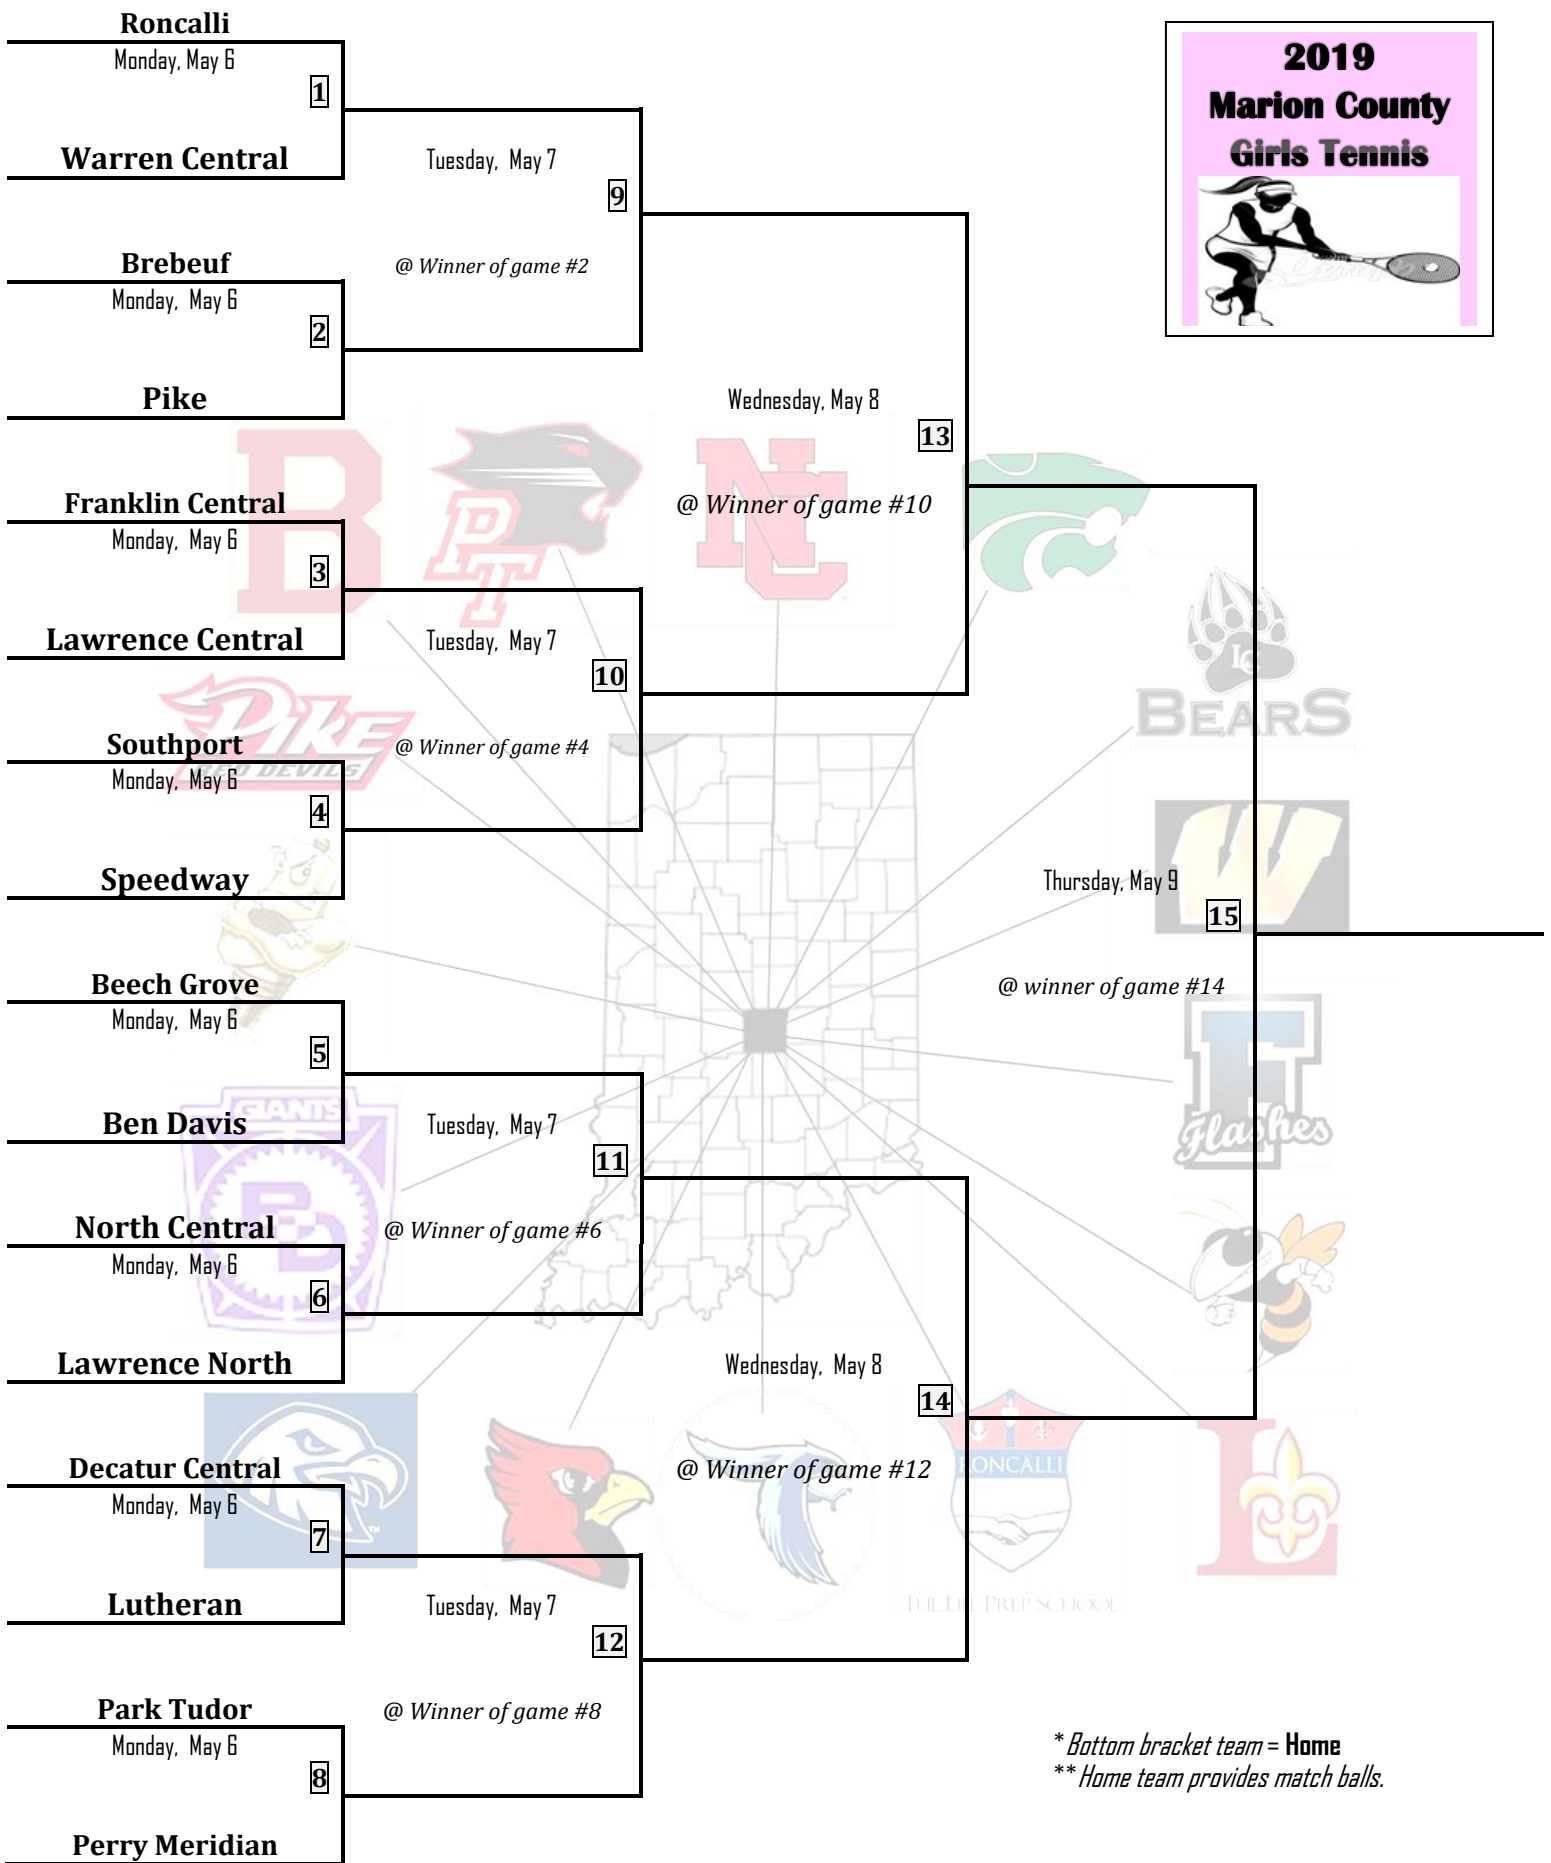 Roncalli
Monday, May 6
1
Warren Central
Tuesday, May 7
9
Brebeuf
@ Winner of game #2
Monday, May 6
2
Pike
2019
Marion County
Girls Tennis
Wednesday, May 8
13
@ Winner of game #10
Franklin Central
Monday, May 6
3
Lawrence Central
Tuesday, May 7
10
Southport
@ Winner of game #4
Monday, May 6
4
Speedway
Thursday, May 9
15
@ winner of game #14
Beech Grove
Monday, May 6
5
Ben Davis
Tuesday, May 7
11
North Central
@ Winner of game #6
Monday, May 6
6
Lawrence North
Wednesday, May 8
14
@ Winner of game #12
Decatur Central
Monday, May 6
7
Lutheran
Tuesday, May 7
12
Park Tudor
@ Winner of game #8
Monday, May 6
8
Perry Meridian
* Bottom bracket team = Home
** Home team provides match balls.
B
PT
NC
LC
BEARS
PIKE
RED DEVILS
W
F
Flashes
GIANTS
BD
RONCALLI
L